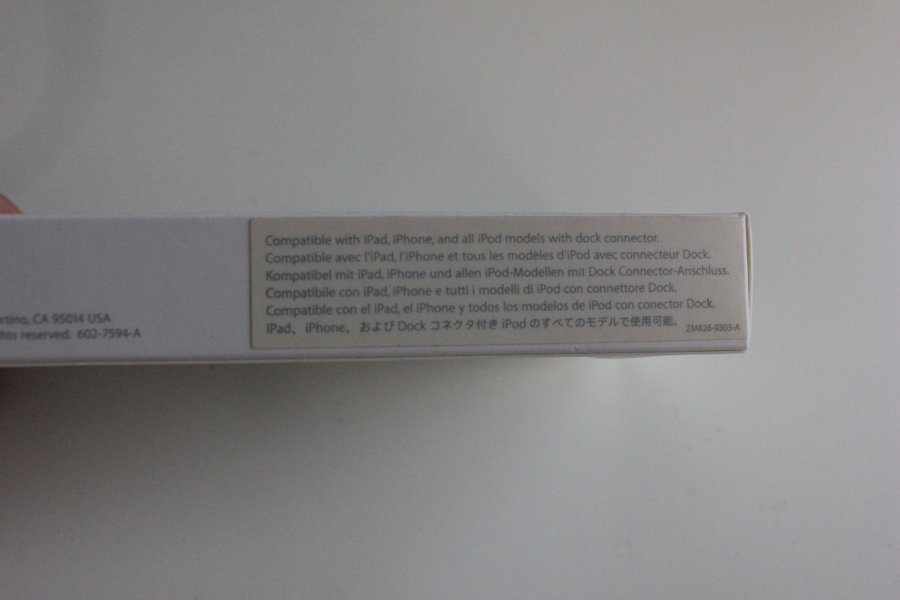 Compatible with iPad, iPhone, and all iPod models with dock connector.
Compatible avec l'iPad, l'iPhone et tous les modèles d'iPod avec connecteur Dock.
Kompatibel mit iPad, iPhone und allen iPod-Modellen mit Dock Connector-Anschluss.
Compatibile con iPad, iPhone e tutti i modelli di iPod con connettore Dock.
Compatible con el iPad, el iPhone y todos los modelos de iPod con conector Dock.
iPad、 iPhone、 および Dock コネクタ付き iPod のすべてのモデルで使用可能。
ZM826-9303-A
ertino, CA 95014 USA
ghts reserved. 602-7594-A